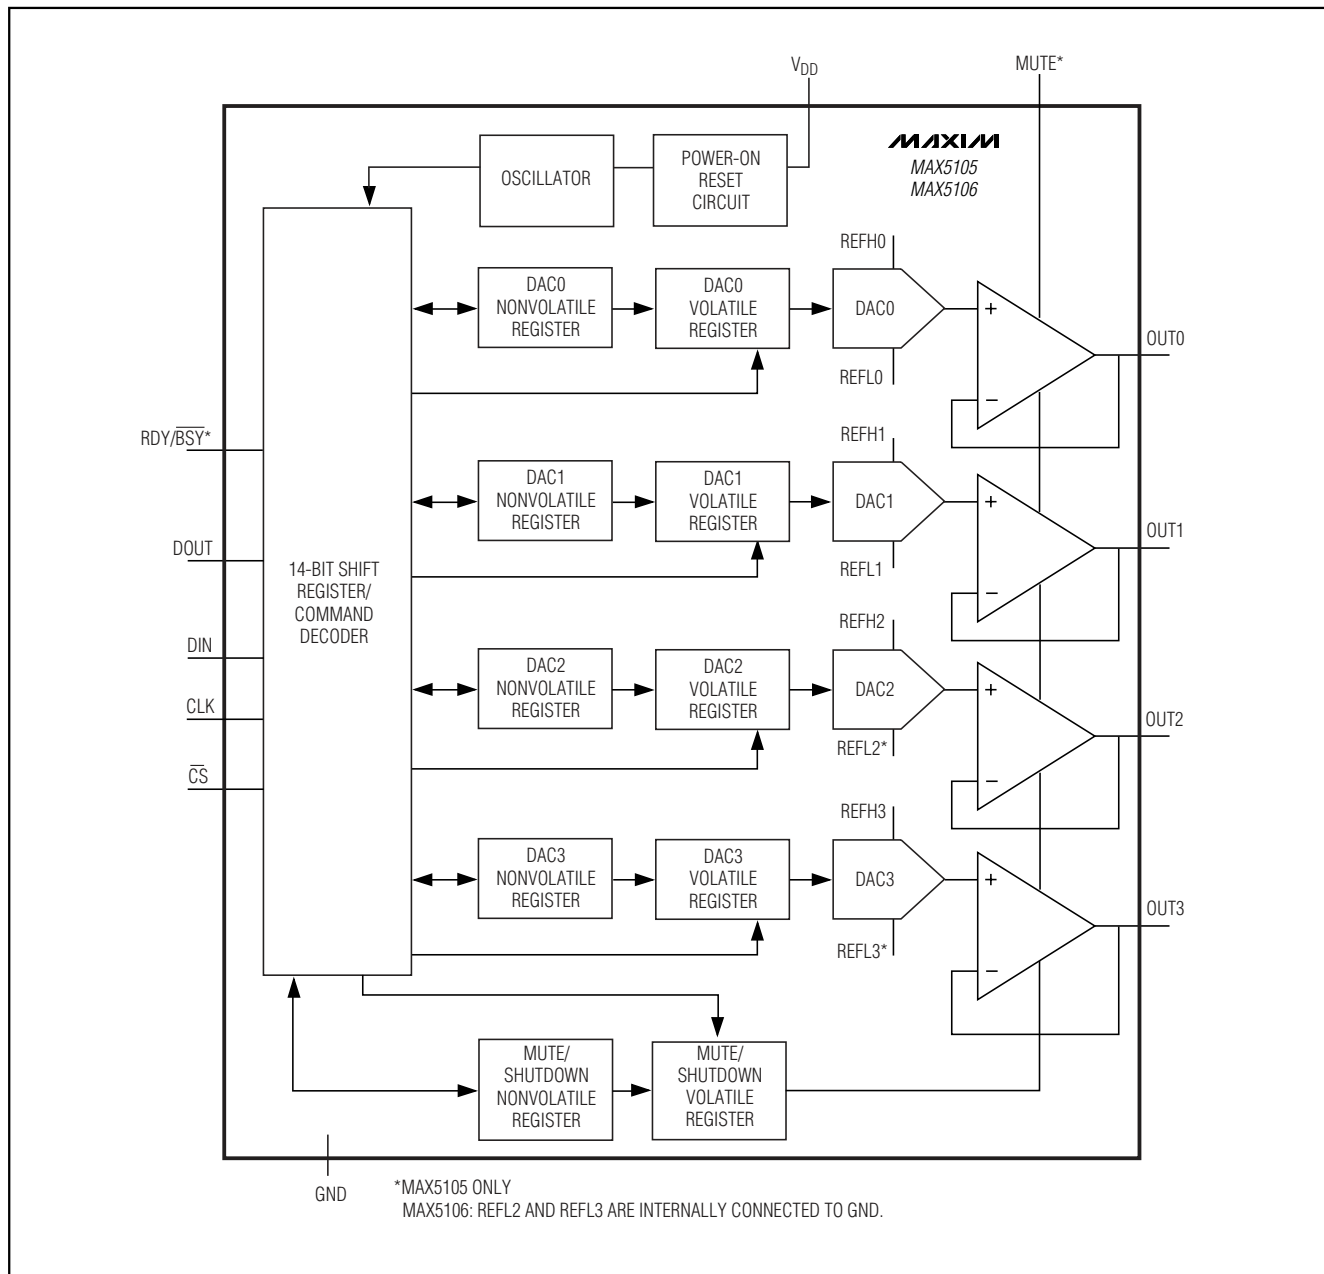 V_DD
MUTE*
MAXIM
MAX5105
MAX5106
OSCILLATOR
POWER-ON
RESET
CIRCUIT
REFH0
DAC0
NONVOLATILE
REGISTER
DAC0
VOLATILE
REGISTER
DAC0
+
−
OUT0
REFL0
RDY/B̅S̅Y̅*
REFH1
DAC1
NONVOLATILE
REGISTER
DAC1
VOLATILE
REGISTER
DAC1
+
−
OUT1
REFL1
DOUT
14-BIT SHIFT
REGISTER/
COMMAND
DECODER
DIN
CLK
C̅S̅
REFH2
DAC2
NONVOLATILE
REGISTER
DAC2
VOLATILE
REGISTER
DAC2
+
−
OUT2
REFL2*
REFH3
DAC3
NONVOLATILE
REGISTER
DAC3
VOLATILE
REGISTER
DAC3
+
−
OUT3
REFL3*
MUTE/
SHUTDOWN
NONVOLATILE
REGISTER
MUTE/
SHUTDOWN
VOLATILE
REGISTER
GND
*MAX5105 ONLY
MAX5106: REFL2 AND REFL3 ARE INTERNALLY CONNECTED TO GND.